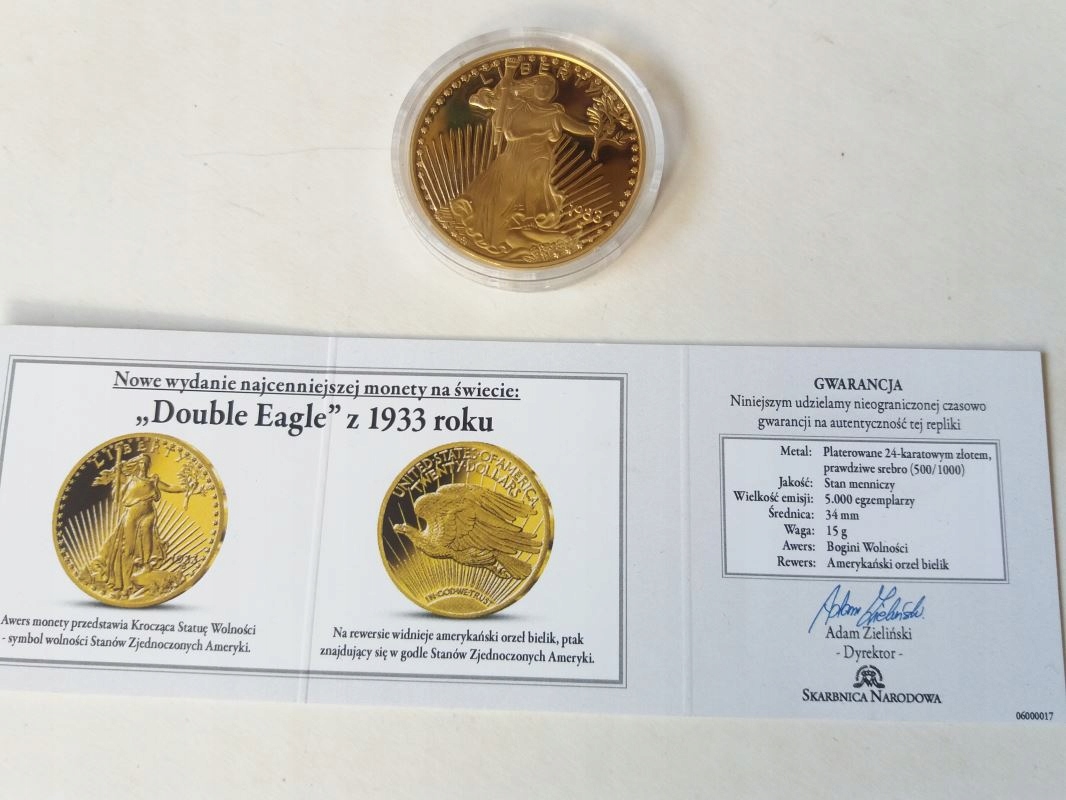 LIBERTY
1933
Nowe wydanie najcenniejszej monety na świecie:
„Double Eagle” z 1933 roku
LIBERTY
1933
UNITED·STATES·OF·AMERICA
TWENTY·DOLLARS
IN·GOD·WE·TRUST
Awers monety przedstawia Krocząca Statuę Wolności
- symbol wolności Stanów Zjednoczonych Ameryki.
Na rewersie widnieje amerykański orzeł bielik, ptak
znajdujący się w godle Stanów Zjednoczonych Ameryki.
GWARANCJA
Niniejszym udzielamy nieograniczonej czasowo
gwarancji na autentyczność tej repliki
Metal: Platerowane 24-karatowym złotem,
prawdziwe srebro (500/1000)
Jakość: Stan menniczy
Wielkość emisji: 5.000 egzemplarzy
Średnica: 34 mm
Waga: 15 g
Awers: Bogini Wolności
Rewers: Amerykański orzeł bielik
Adam Zieliński
Adam Zieliński
- Dyrektor -
SKARBNICA NARODOWA
06000017